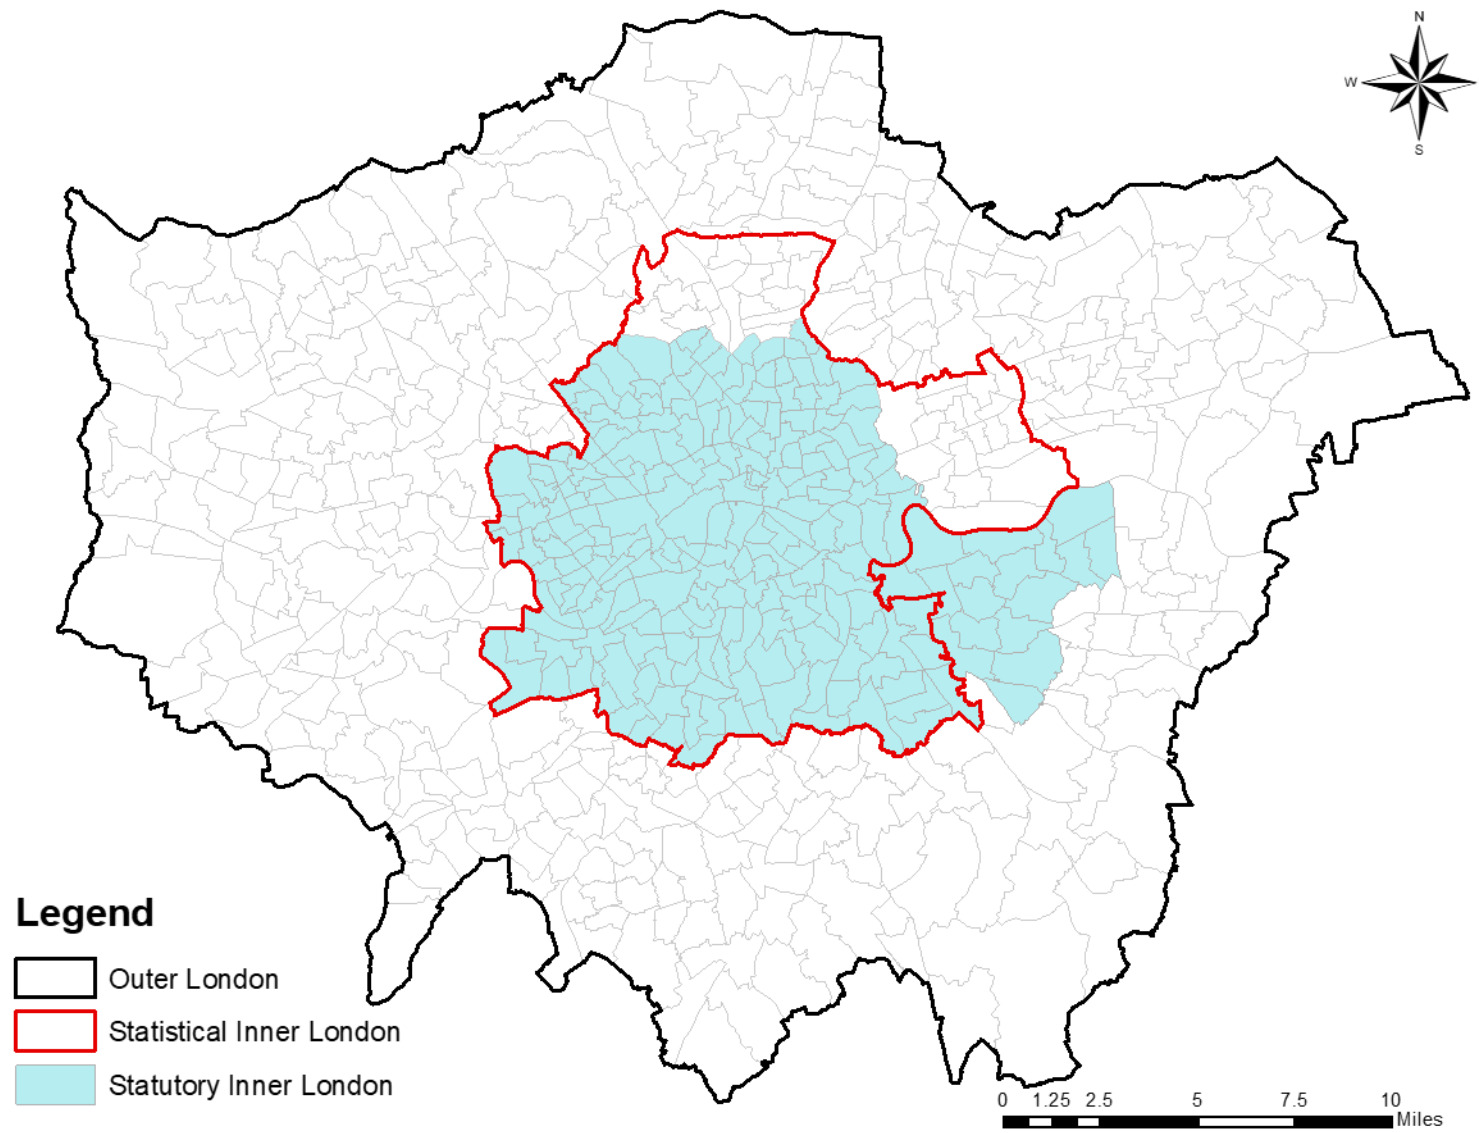 N
W
S
Legend
Outer London
Statistical Inner London
Statutory Inner London
0 1.25 2.5 5 7.5 10
Miles